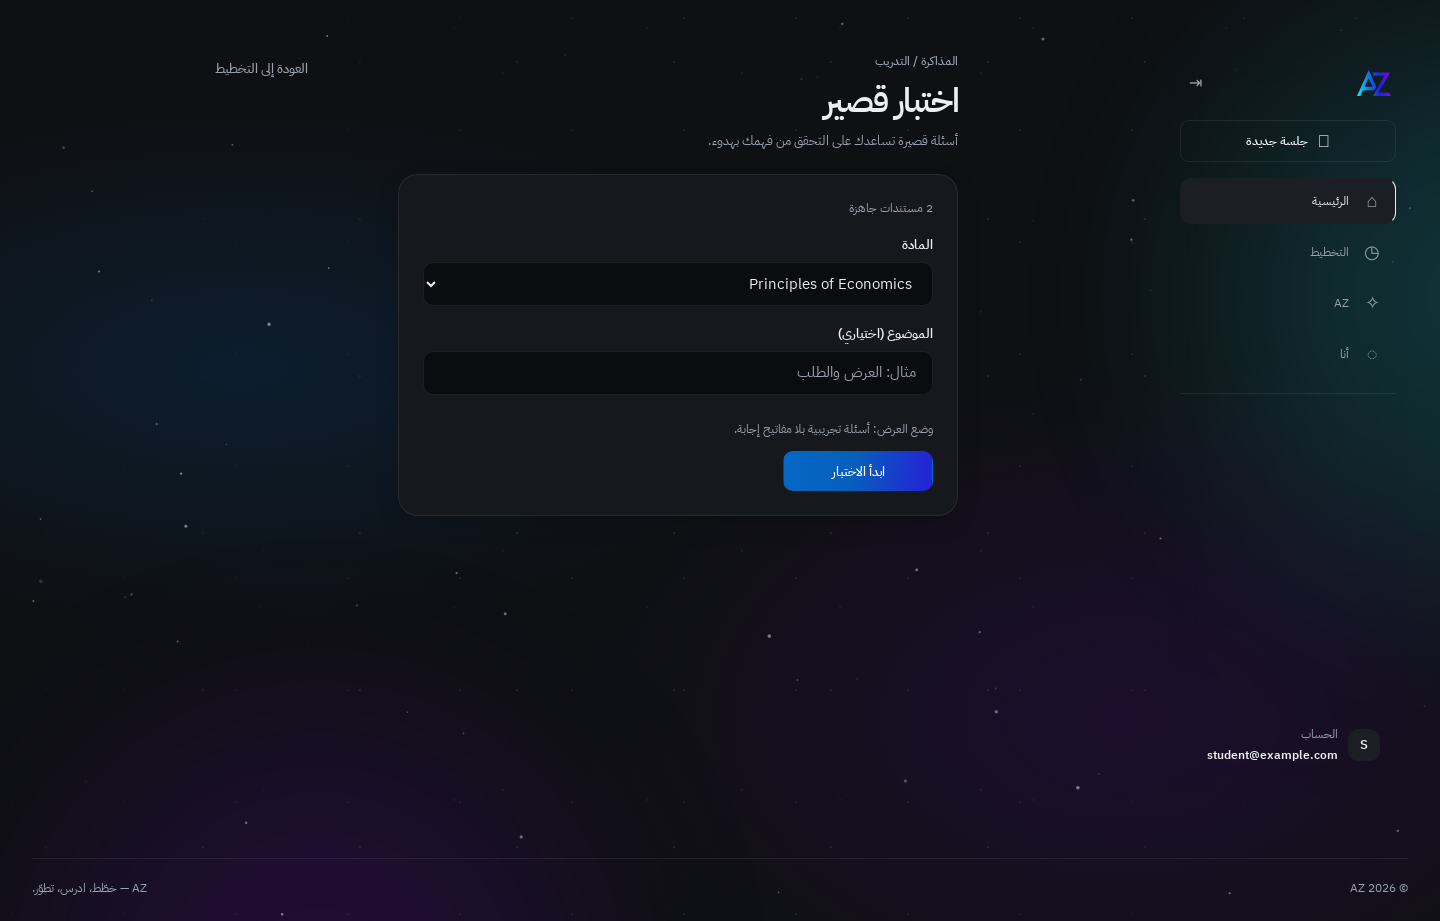 AZ
جلسة جديدة
الرئيسية
التخطيط
AZ
أنا
الحساب
S
student@example.com
المذاكرة / التدريب
اختبار قصير
أسئلة قصيرة تساعدك على التحقق من فهمك بهدوء.
العودة إلى التخطيط
2 مستندات جاهزة
المادة
Principles of Economics
الموضوع (اختياري)
مثال: العرض والطلب
وضع العرض: أسئلة تجريبية بلا مفاتيح إجابة.
ابدأ الاختبار
© 2026 AZ
AZ — خطّط، ادرس، تطوّر.